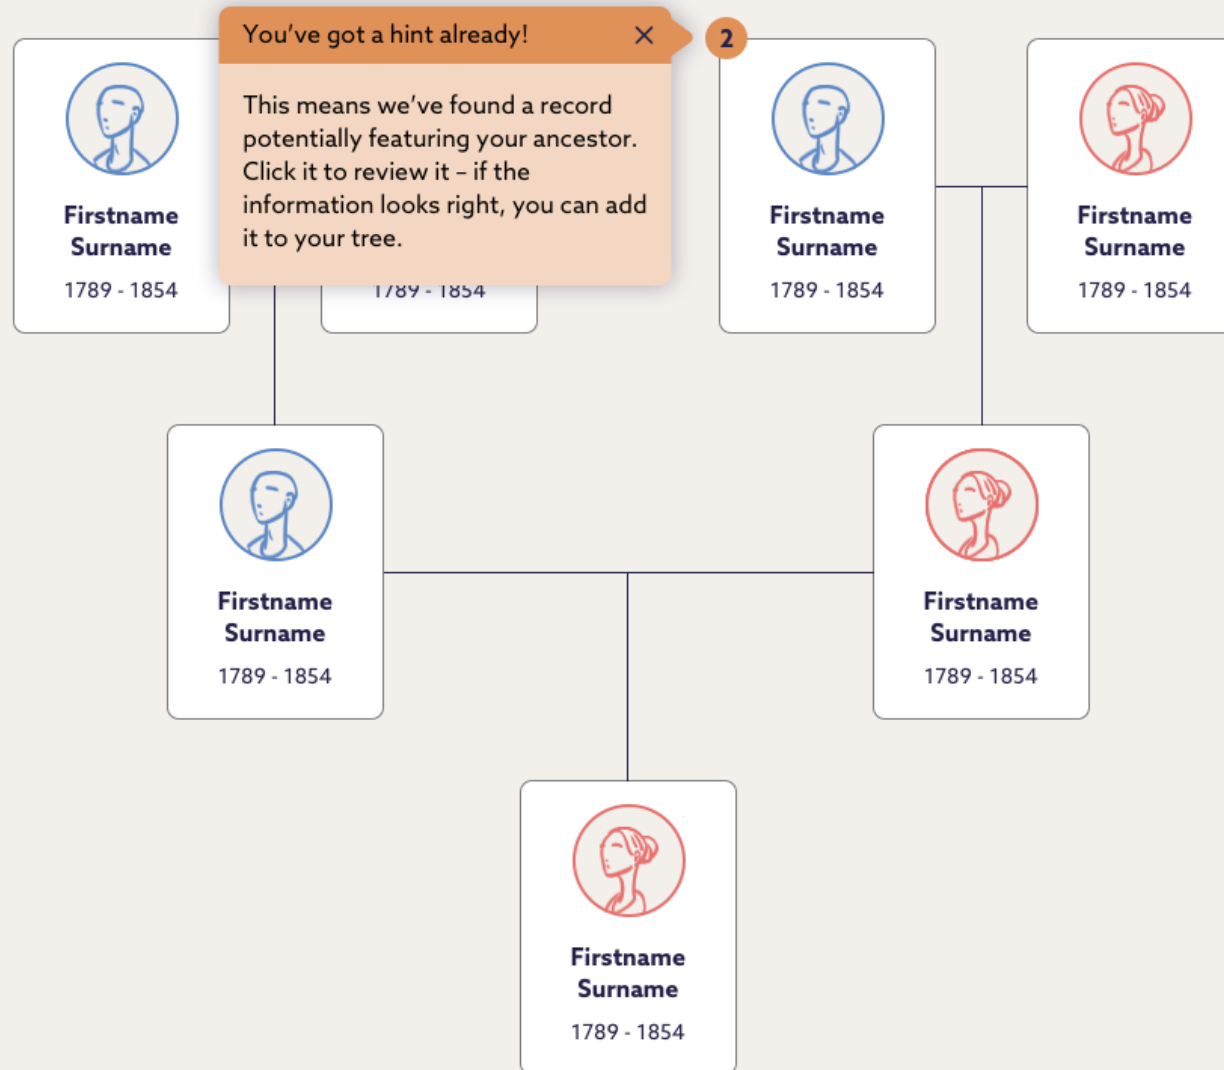 You've got a hint already!
2
This means we've found a record
potentially featuring your ancestor.
Click it to review it – if the
information looks right, you can add
it to your tree.
Firstname
Surname
1789 - 1854
1789 - 1854
Firstname
Surname
1789 - 1854
Firstname
Surname
1789 - 1854
Firstname
Surname
1789 - 1854
Firstname
Surname
1789 - 1854
Firstname
Surname
1789 - 1854